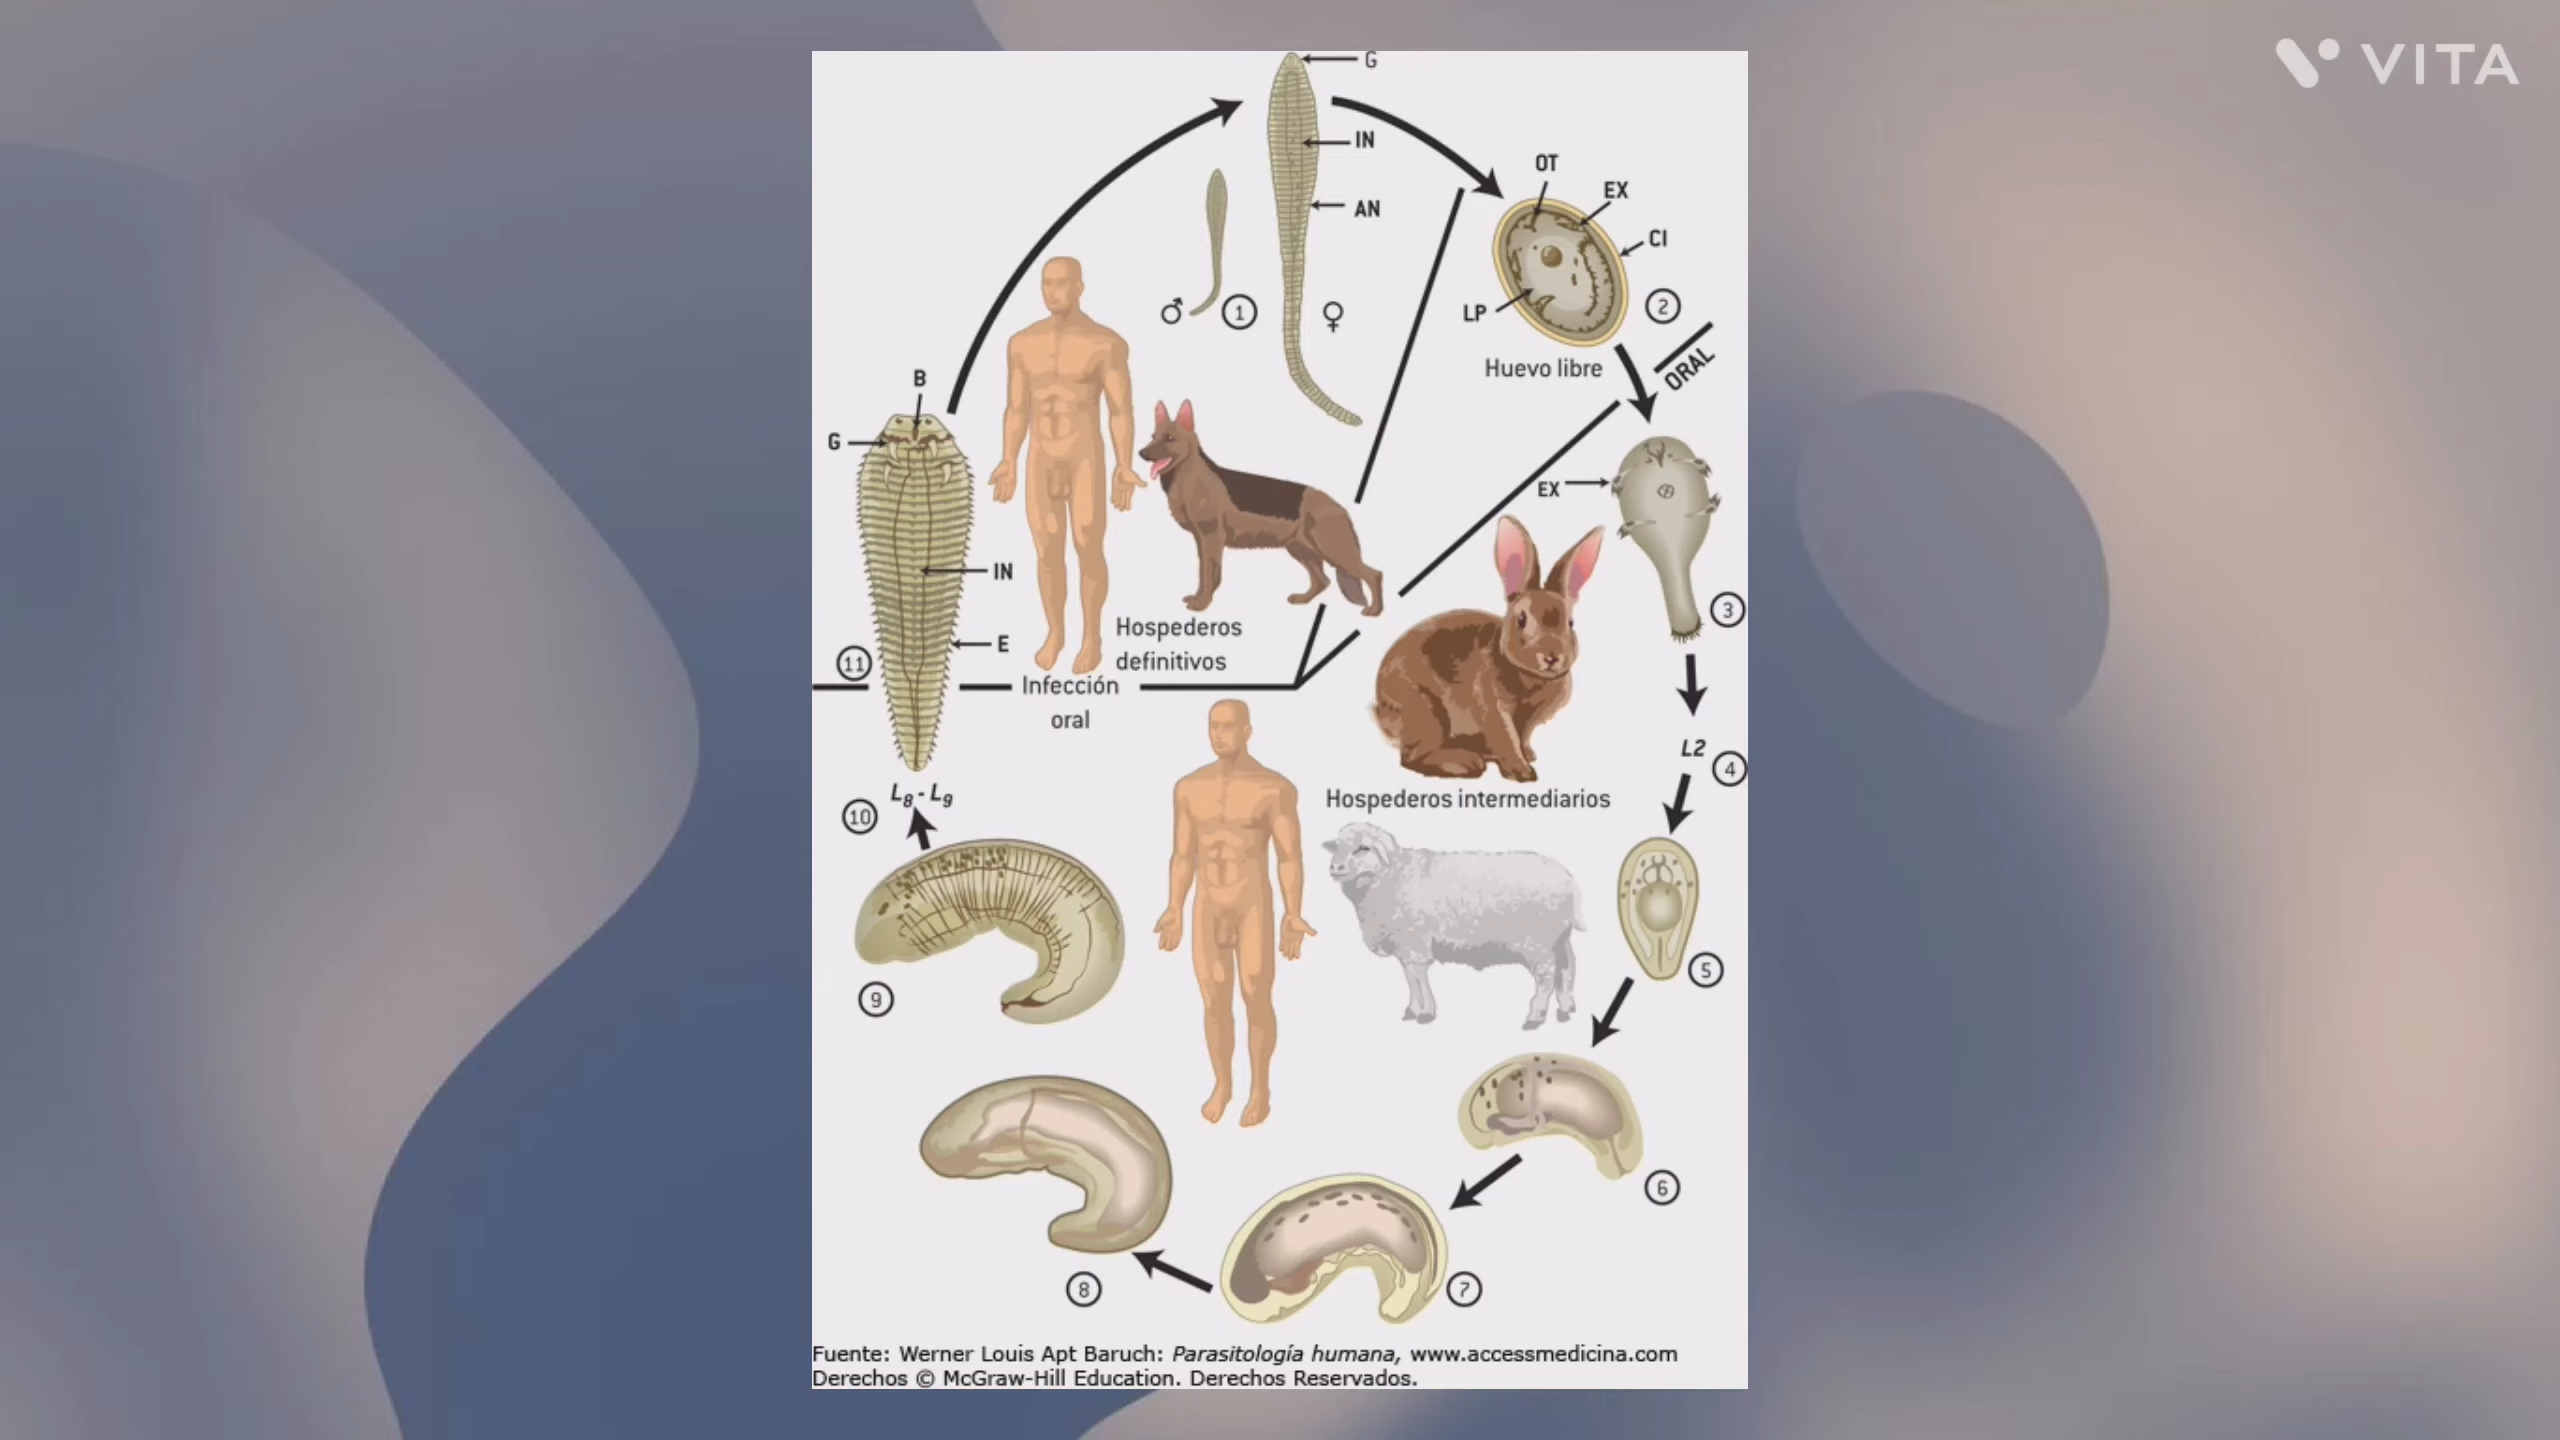 VITA
G
IN
AN
OT
EX
CI
LP
♂
1
♀
2
Huevo libre
ORAL
B
G
EX
IN
E
3
Hospederos
definitivos
11
Infección
oral
L2
4
L8 - L9
10
Hospederos intermediarios
5
9
6
8
7
Fuente: Werner Louis Apt Baruch: Parasitología humana, www.accessmedicina.com
Derechos © McGraw-Hill Education. Derechos Reservados.